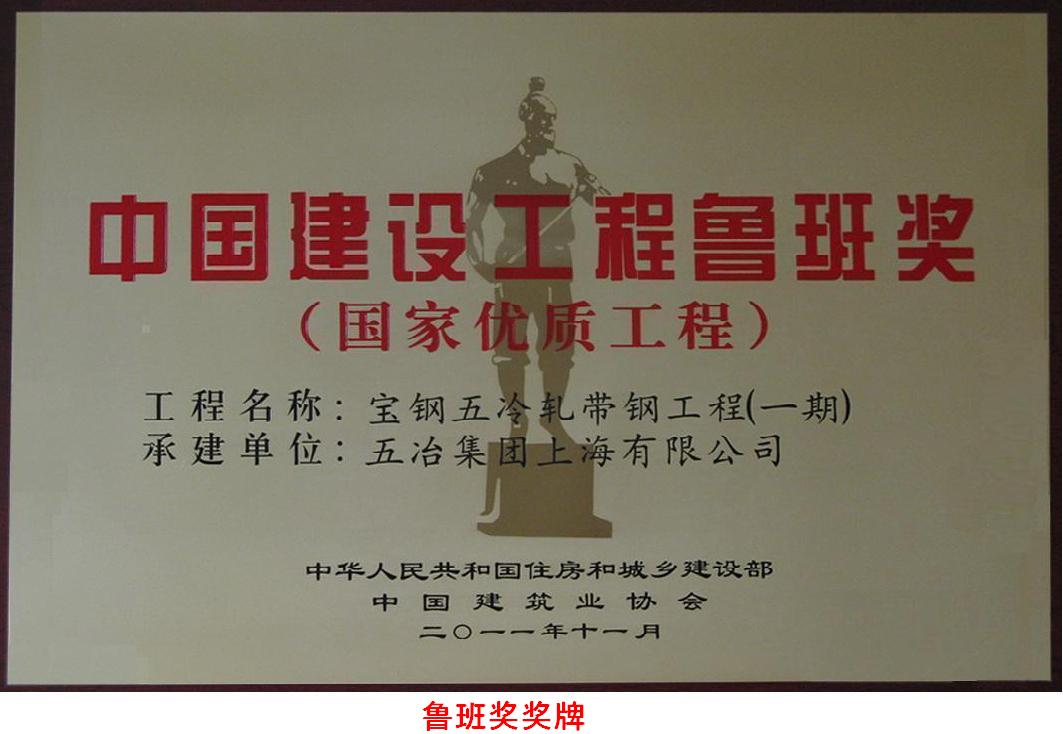 中国建设工程鲁班奖
（国家优质工程）
工程名称：宝钢五冷轧带钢工程(一期)
承建单位：五冶集团上海有限公司
中华人民共和国住房和城乡建设部
中国建筑业协会
二〇一一年十一月
鲁班奖奖牌